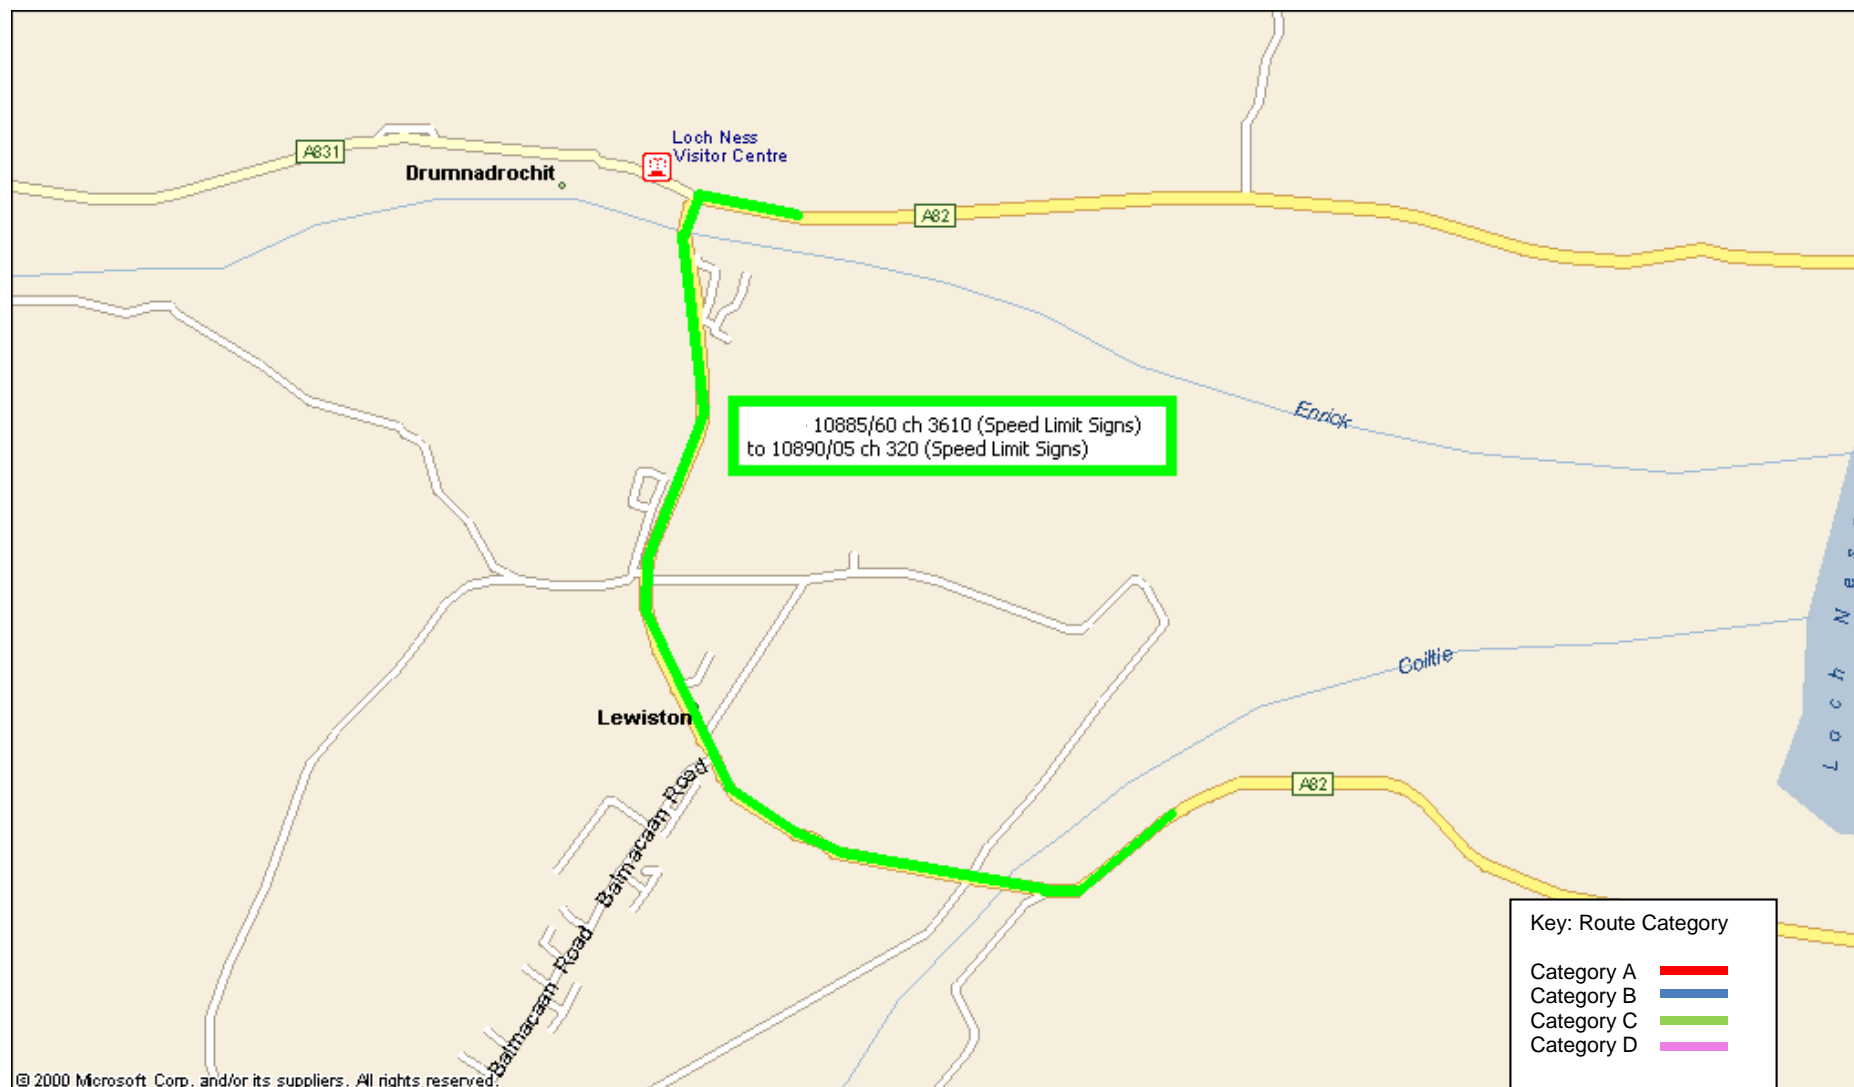 Loch Ness
Visitor Centre
A831
Drumnadrochit
A82
10885/60 ch 3610 (Speed Limit Signs)
to 10890/05 ch 320 (Speed Limit Signs)
Enrick
Loch Ness
Coiltie
Lewiston
Balmacaan Road
A82
Balmacaan Road
Key: Route Category
Category A
Category B
Category C
Category D
© 2000 Microsoft Corp. and/or its suppliers. All rights reserved.